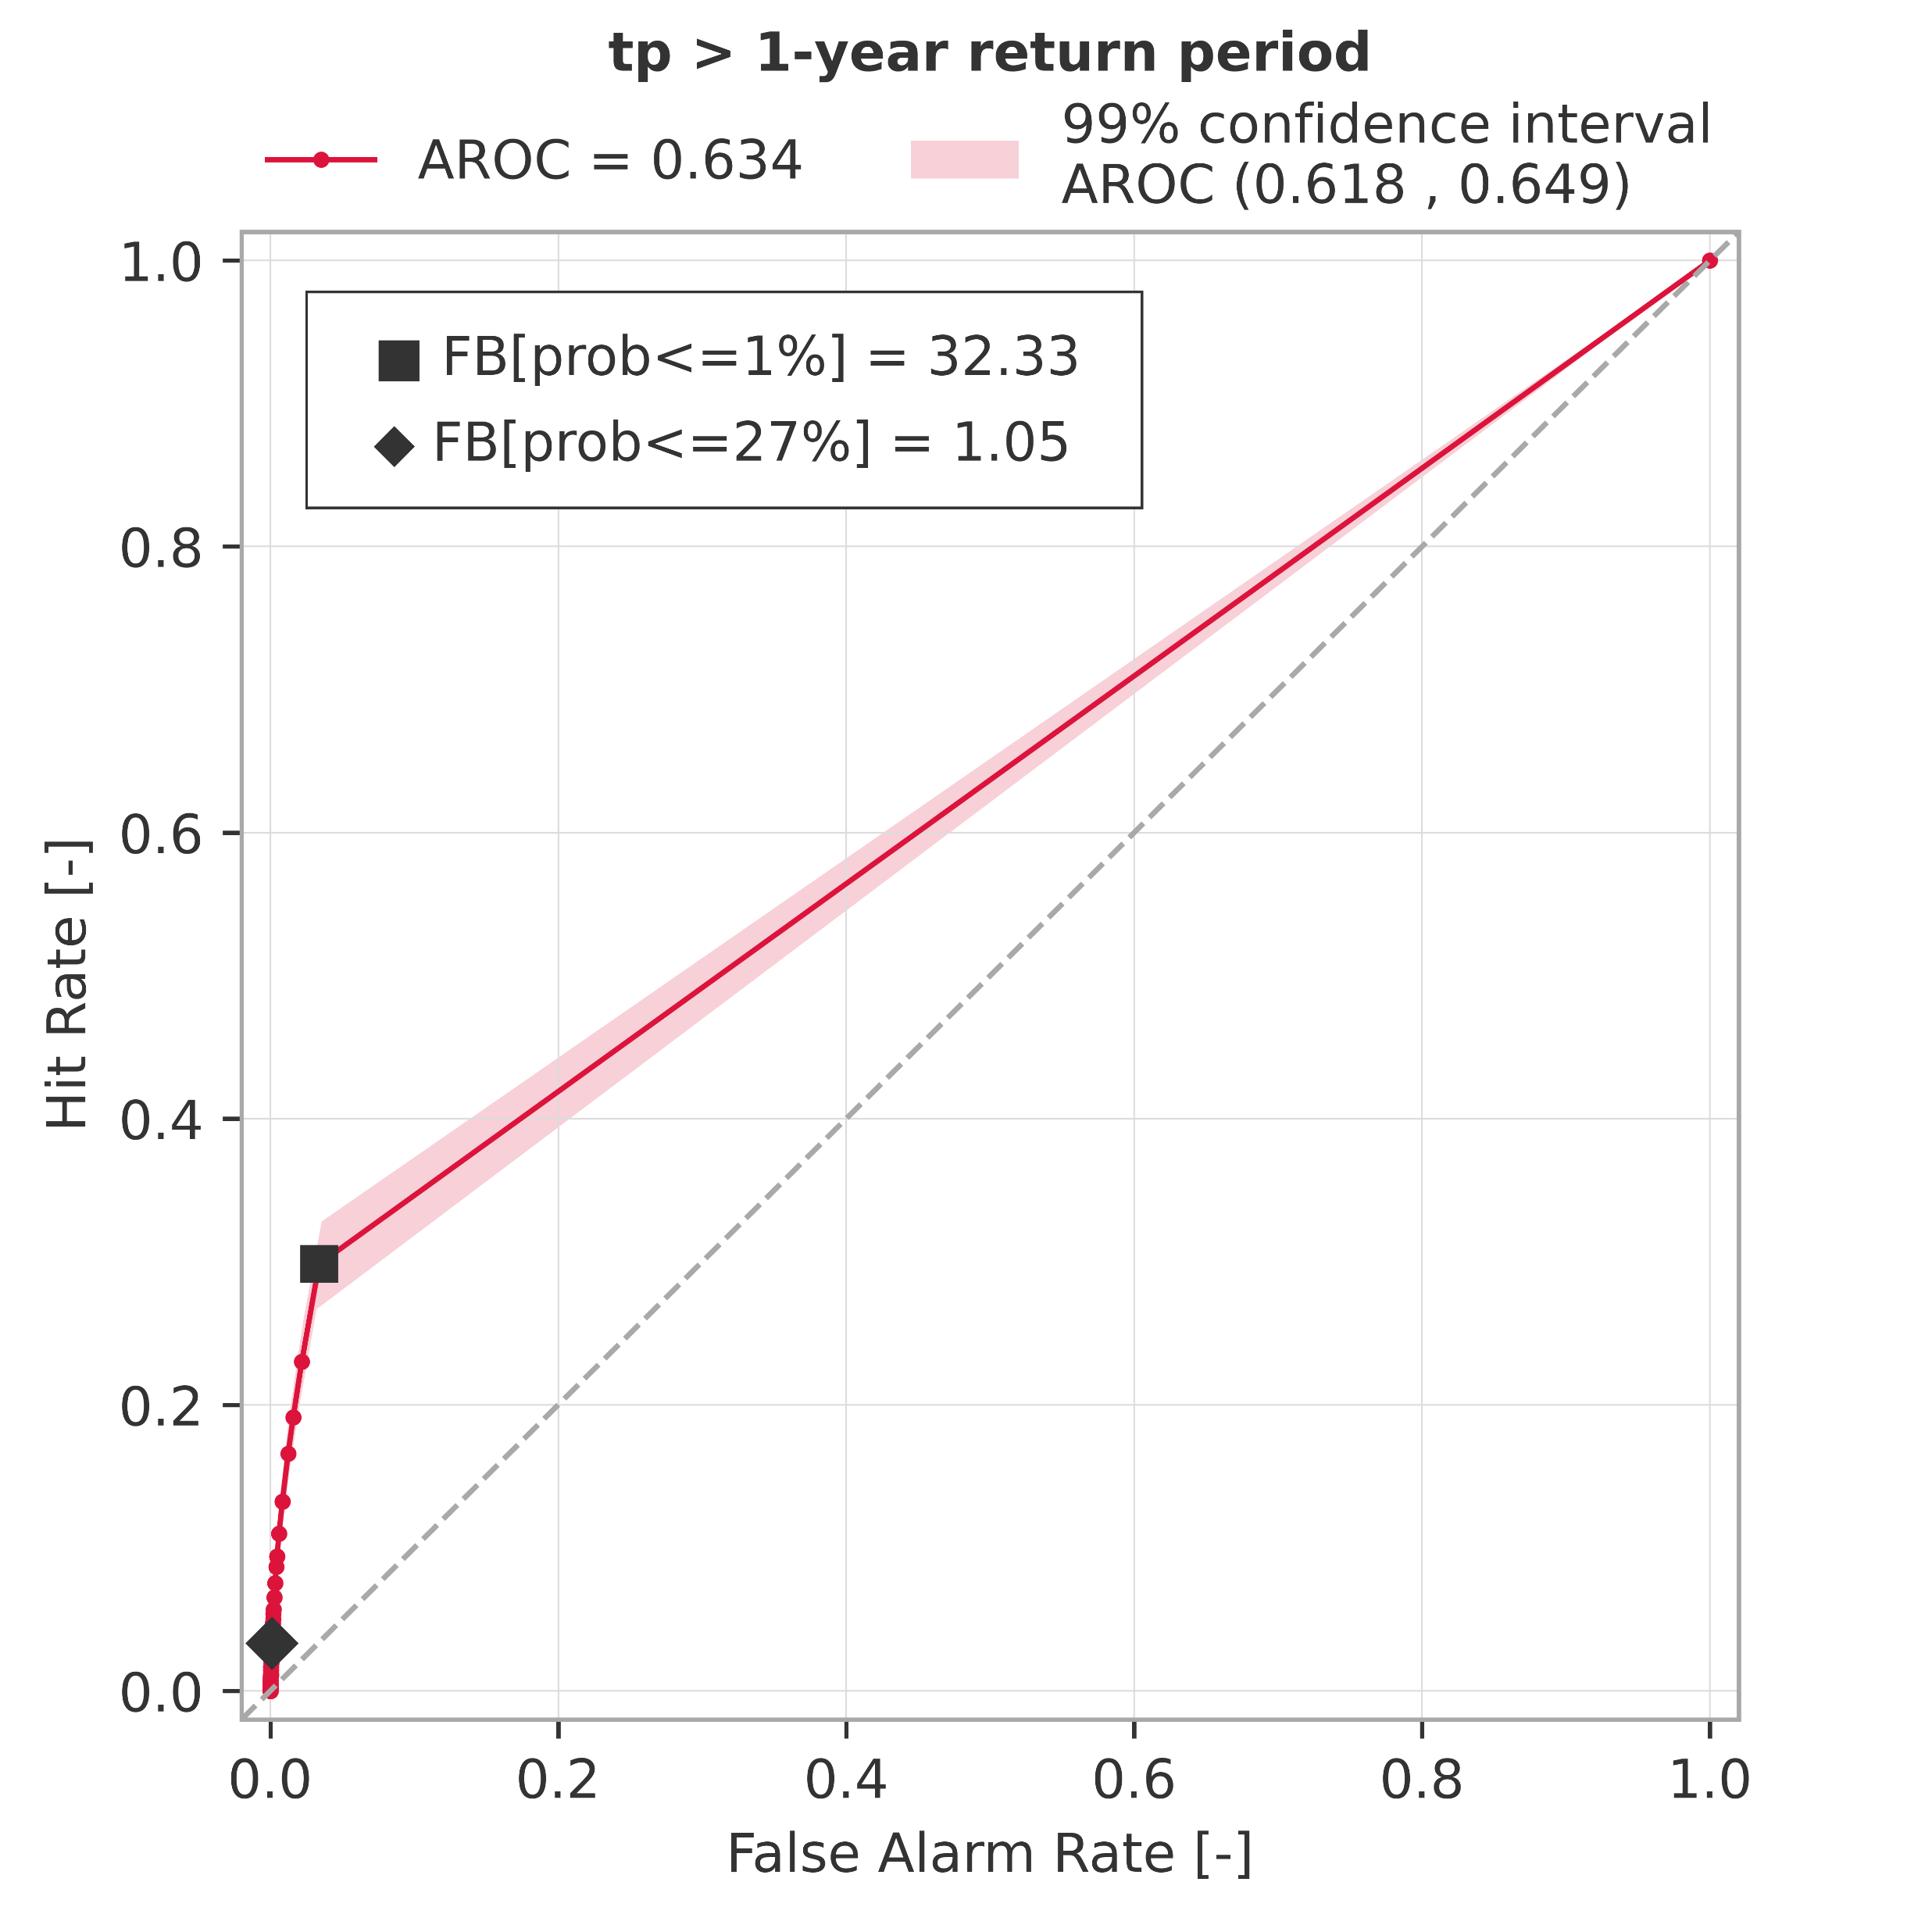 tp > 1-year return period
AROC = 0.634
99% confidence interval
AROC (0.618 , 0.649)
FB[prob<=1%] = 32.33
FB[prob<=27%] = 1.05
1.0
0.8
0.6
0.4
0.2
0.0
Hit Rate [-]
0.0 0.2 0.4 0.6 0.8 1.0
False Alarm Rate [-]